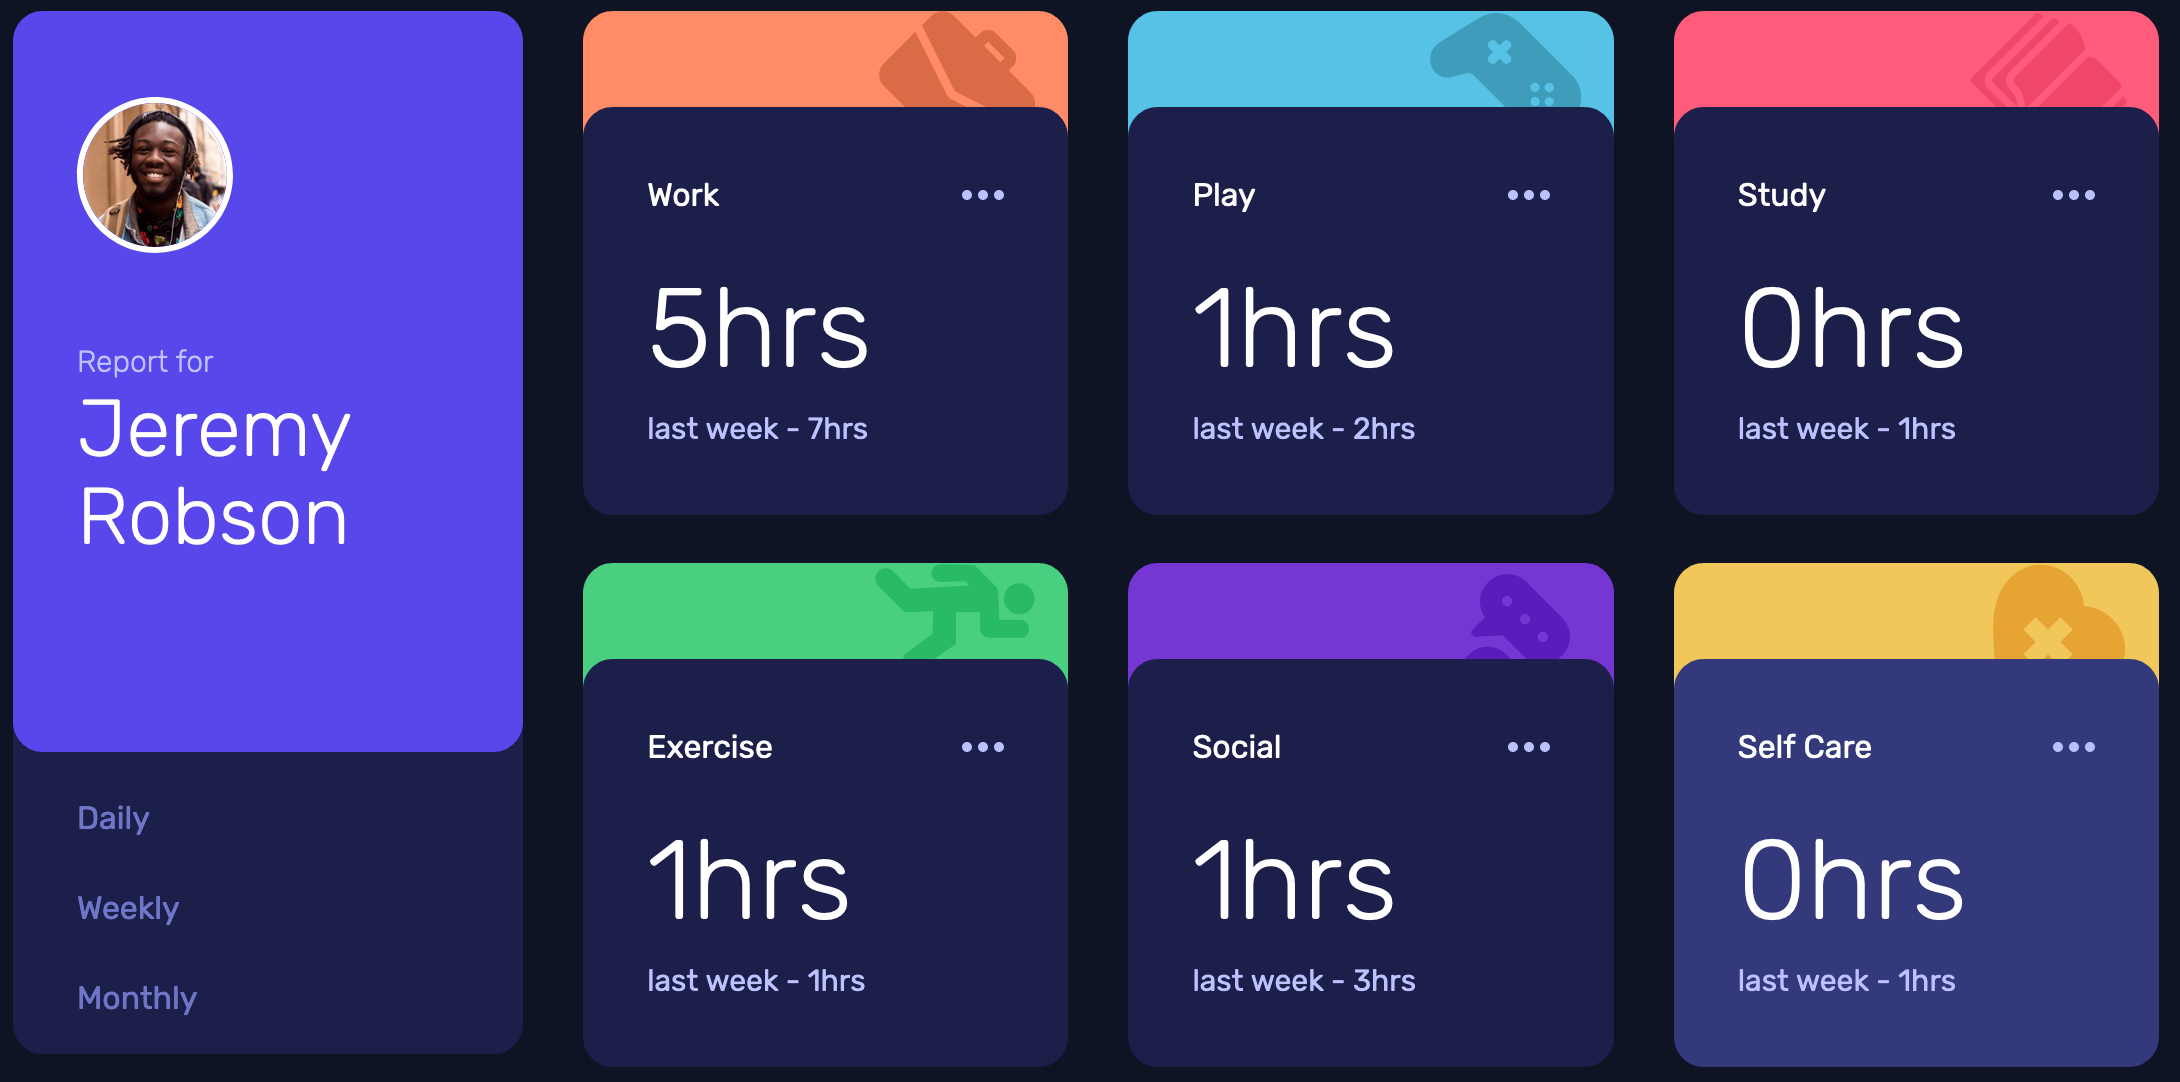 Report for
Jeremy
Robson
Daily
Weekly
Monthly
Work
5hrs
last week - 7hrs
Play
1hrs
last week - 2hrs
Study
0hrs
last week - 1hrs
Exercise
1hrs
last week - 1hrs
Social
1hrs
last week - 3hrs
Self Care
0hrs
last week - 1hrs